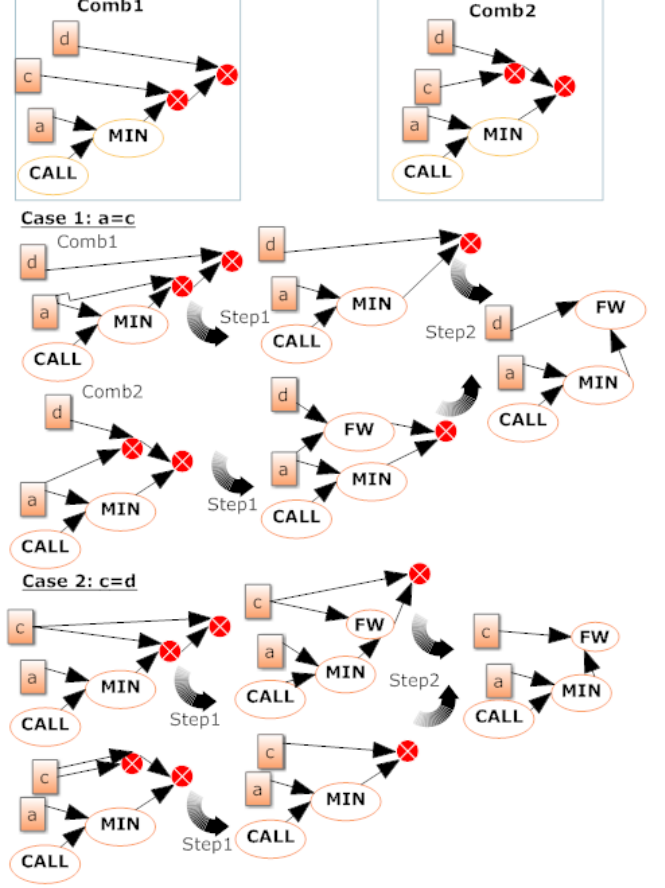 Comb1
d
c
a
MIN
CALL
Comb2
d
c
a
MIN
CALL
Case 1: a=c
Comb1
d
a
MIN
CALL
Step1
d
a
MIN
CALL
Step2
d
FW
a
MIN
CALL
Comb2
d
a
MIN
CALL
Step1
d
FW
a
MIN
CALL
Case 2: c=d
c
a
MIN
CALL
Step1
c
FW
a
MIN
CALL
Step2
c
FW
a
MIN
CALL
c
a
MIN
CALL
Step1
c
a
MIN
CALL